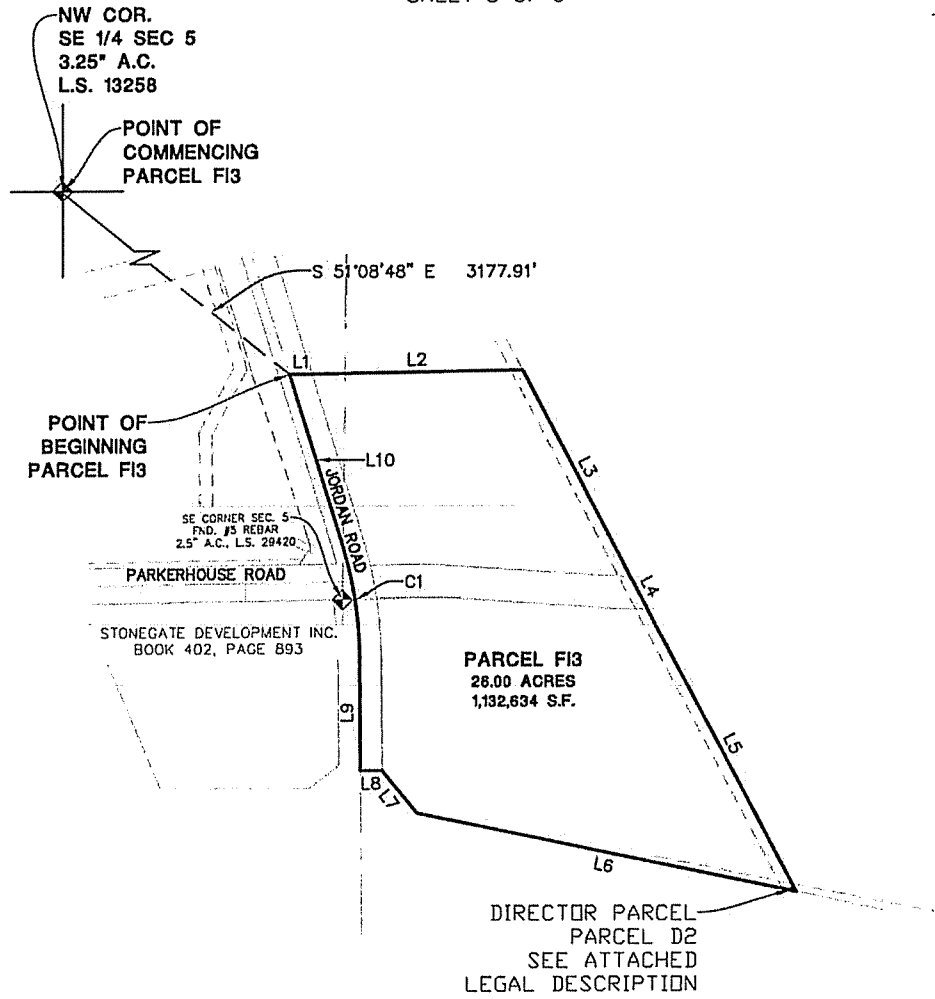 NW COR.
SE 1/4 SEC 5
3.25" A.C.
L.S. 13258
POINT OF
COMMENCING
PARCEL FI3
S 51°08'48" E 3177.91'
L1
L2
POINT OF
BEGINNING
PARCEL FI3
L3
L10
JORDAN ROAD
SE CORNER SEC. 5
FND. #5 REBAR
2.5" A.C., L.S. 29420
PARKERHOUSE ROAD
C1
L4
STONEGATE DEVELOPMENT INC.
BOOK 402, PAGE 893
PARCEL FI3
26.00 ACRES
1,132,634 S.F.
L9
L5
L8
L7
L6
DIRECTOR PARCEL
PARCEL D2
SEE ATTACHED
LEGAL DESCRIPTION